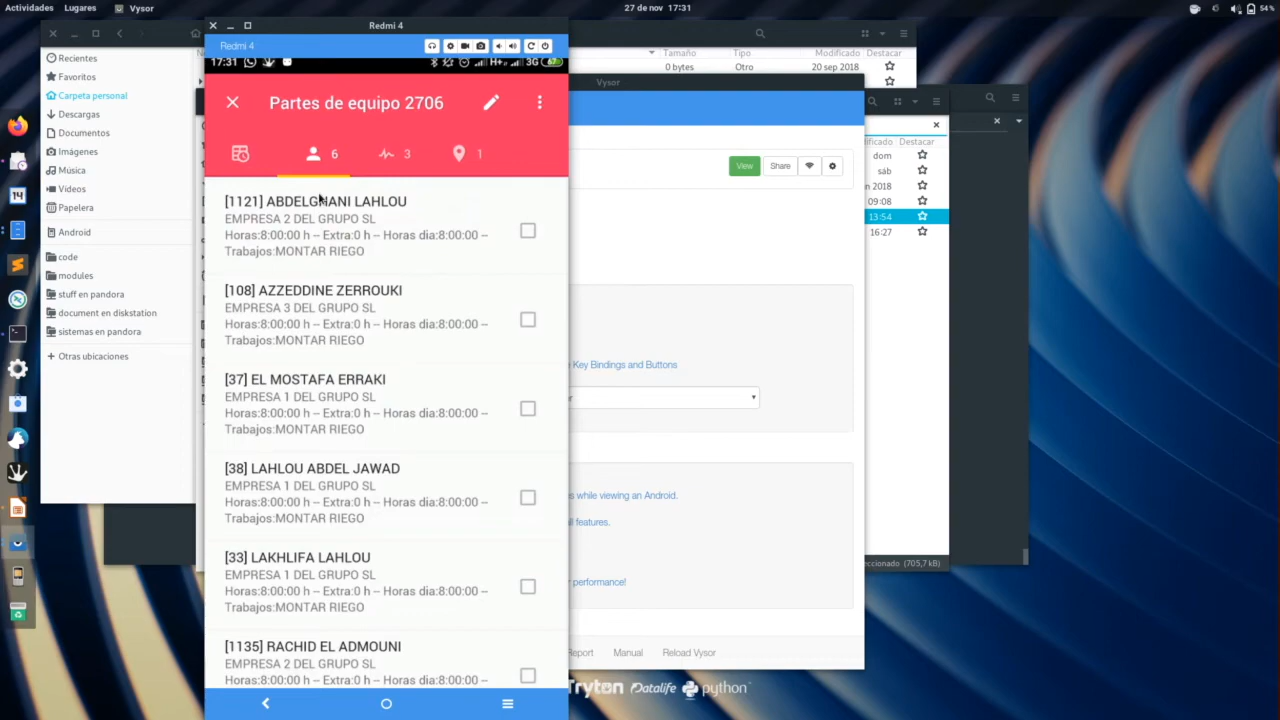 Actividades
Lugares
Vysor
27 de nov 17:31
54%
Redmi 4
Redmi 4
17:31
H+
3G
67
Partes de equipo 2706
6
3
1
[1121] ABDELGHANI LAHLOU
EMPRESA 2 DEL GRUPO SL
Horas:8:00:00 h -- Extra:0 h -- Horas dia:8:00:00 --
Trabajos:MONTAR RIEGO
[108] AZZEDDINE ZERROUKI
EMPRESA 3 DEL GRUPO SL
Horas:8:00:00 h -- Extra:0 h -- Horas dia:8:00:00 --
Trabajos:MONTAR RIEGO
[37] EL MOSTAFA ERRAKI
EMPRESA 1 DEL GRUPO SL
Horas:8:00:00 h -- Extra:0 h -- Horas dia:8:00:00 --
Trabajos:MONTAR RIEGO
[38] LAHLOU ABDEL JAWAD
EMPRESA 1 DEL GRUPO SL
Horas:8:00:00 h -- Extra:0 h -- Horas dia:8:00:00 --
Trabajos:MONTAR RIEGO
[33] LAKHLIFA LAHLOU
EMPRESA 1 DEL GRUPO SL
Horas:8:00:00 h -- Extra:0 h -- Horas dia:8:00:00 --
Trabajos:MONTAR RIEGO
[1135] RACHID EL ADMOUNI
EMPRESA 2 DEL GRUPO SL
Horas:8:00:00 h -- Extra:0 h -- Horas dia:8:00:00 --
Recientes
Favoritos
Carpeta personal
Descargas
Documentos
Imágenes
Música
Vídeos
Papelera
Android
code
modules
stuff en pandora
document en diskstation
sistemas en pandora
+ Otras ubicaciones
Tamaño Tipo Modificado Destacar
0 bytes Otro 20 sep 2018
Vysor
View
Share
Key Bindings and Buttons
s while viewing an Android.
ll features.
performance!
Report Manual Reload Vysor
ificado Destacar
dom
sáb
n 2018
09:08
13:54
16:27
eccionado (705,7 kB)
Tryton Datalife python